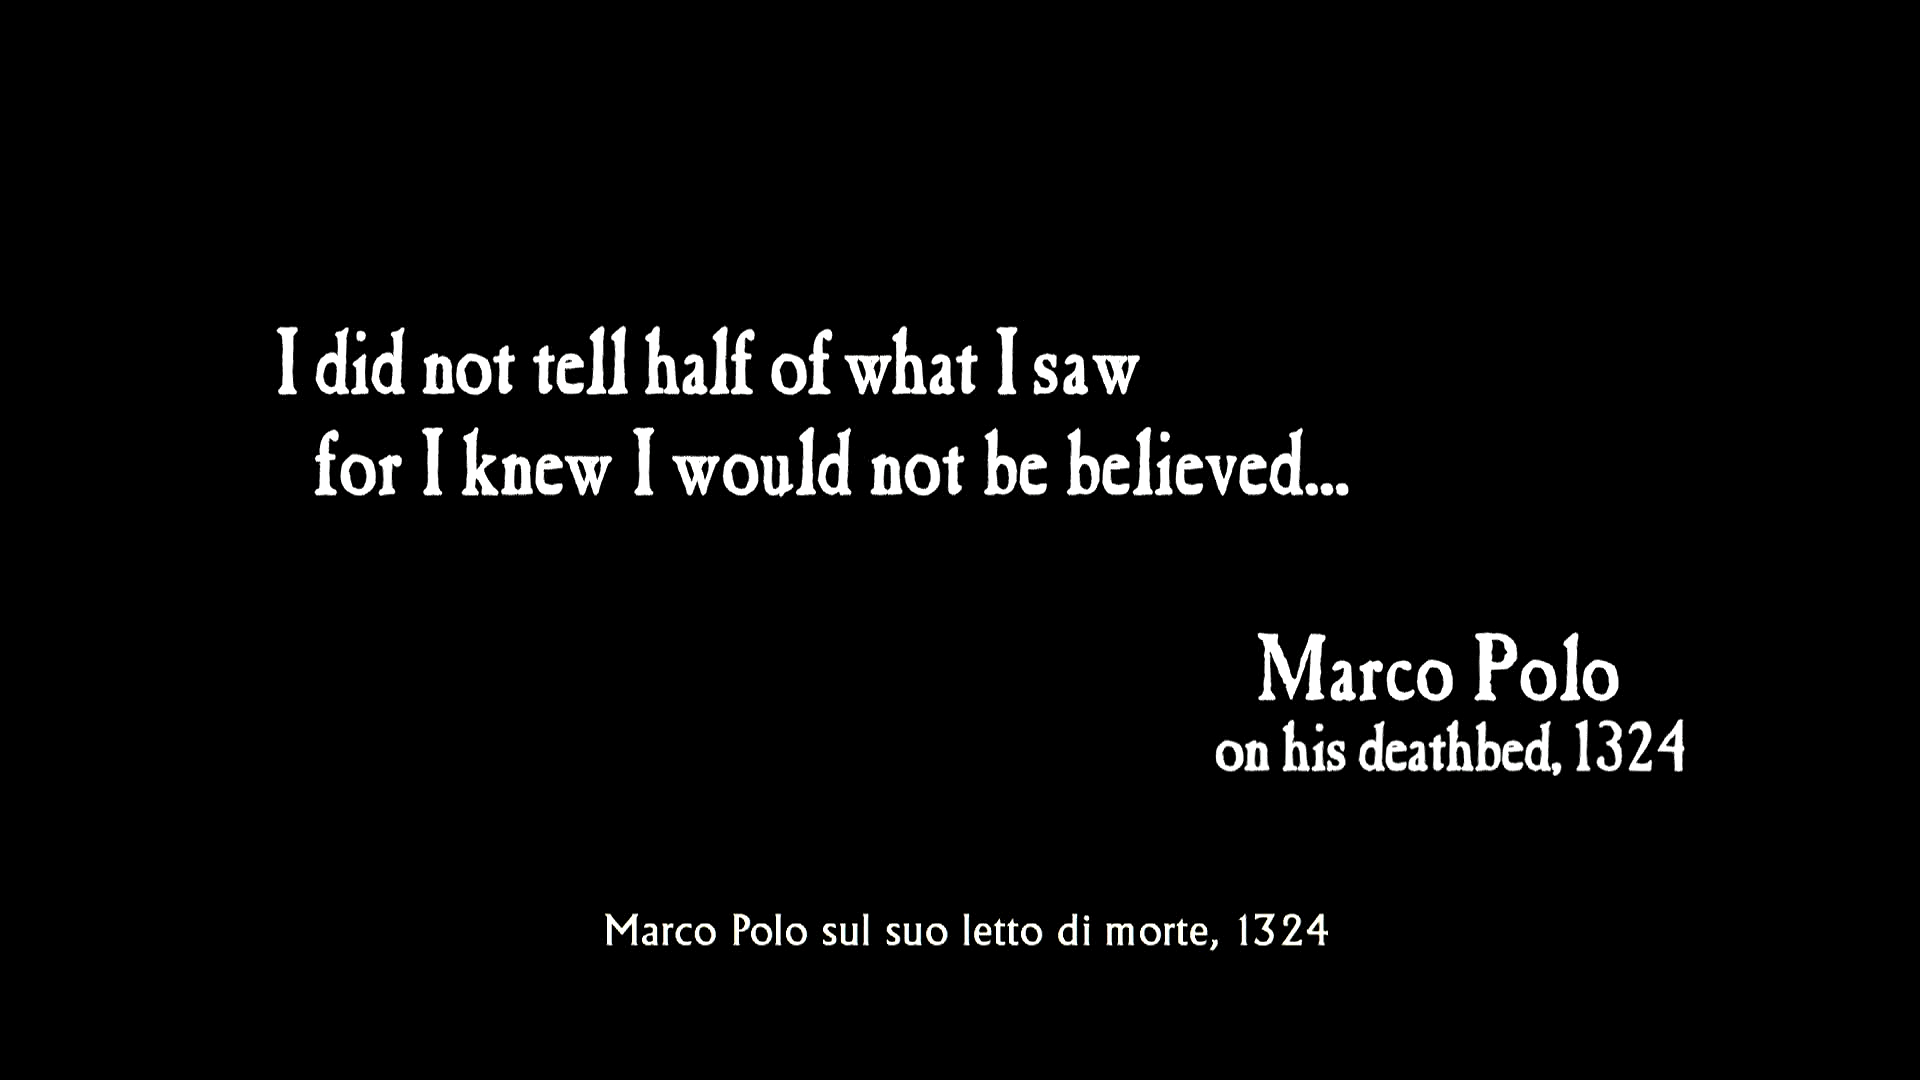 I did not tell half of what I saw
for I knew I would not be believed...
Marco Polo
on his deathbed, 1324
Marco Polo sul suo letto di morte, 1324